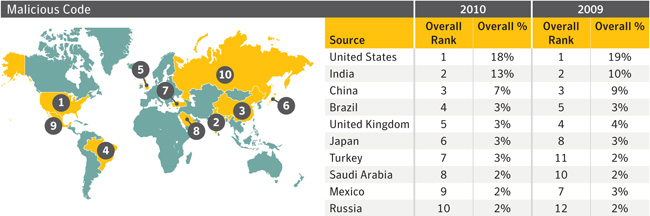 Malicious Code
5
10
7
1
3
6
2
8
9
4
2010 2009
Overall Rank Overall % Overall Rank Overall %
Source
United States 1 18% 1 19%
India 2 13% 2 10%
China 3 7% 3 9%
Brazil 4 3% 5 3%
United Kingdom 5 3% 4 4%
Japan 6 3% 8 3%
Turkey 7 3% 11 2%
Saudi Arabia 8 2% 10 2%
Mexico 9 2% 7 3%
Russia 10 2% 12 2%